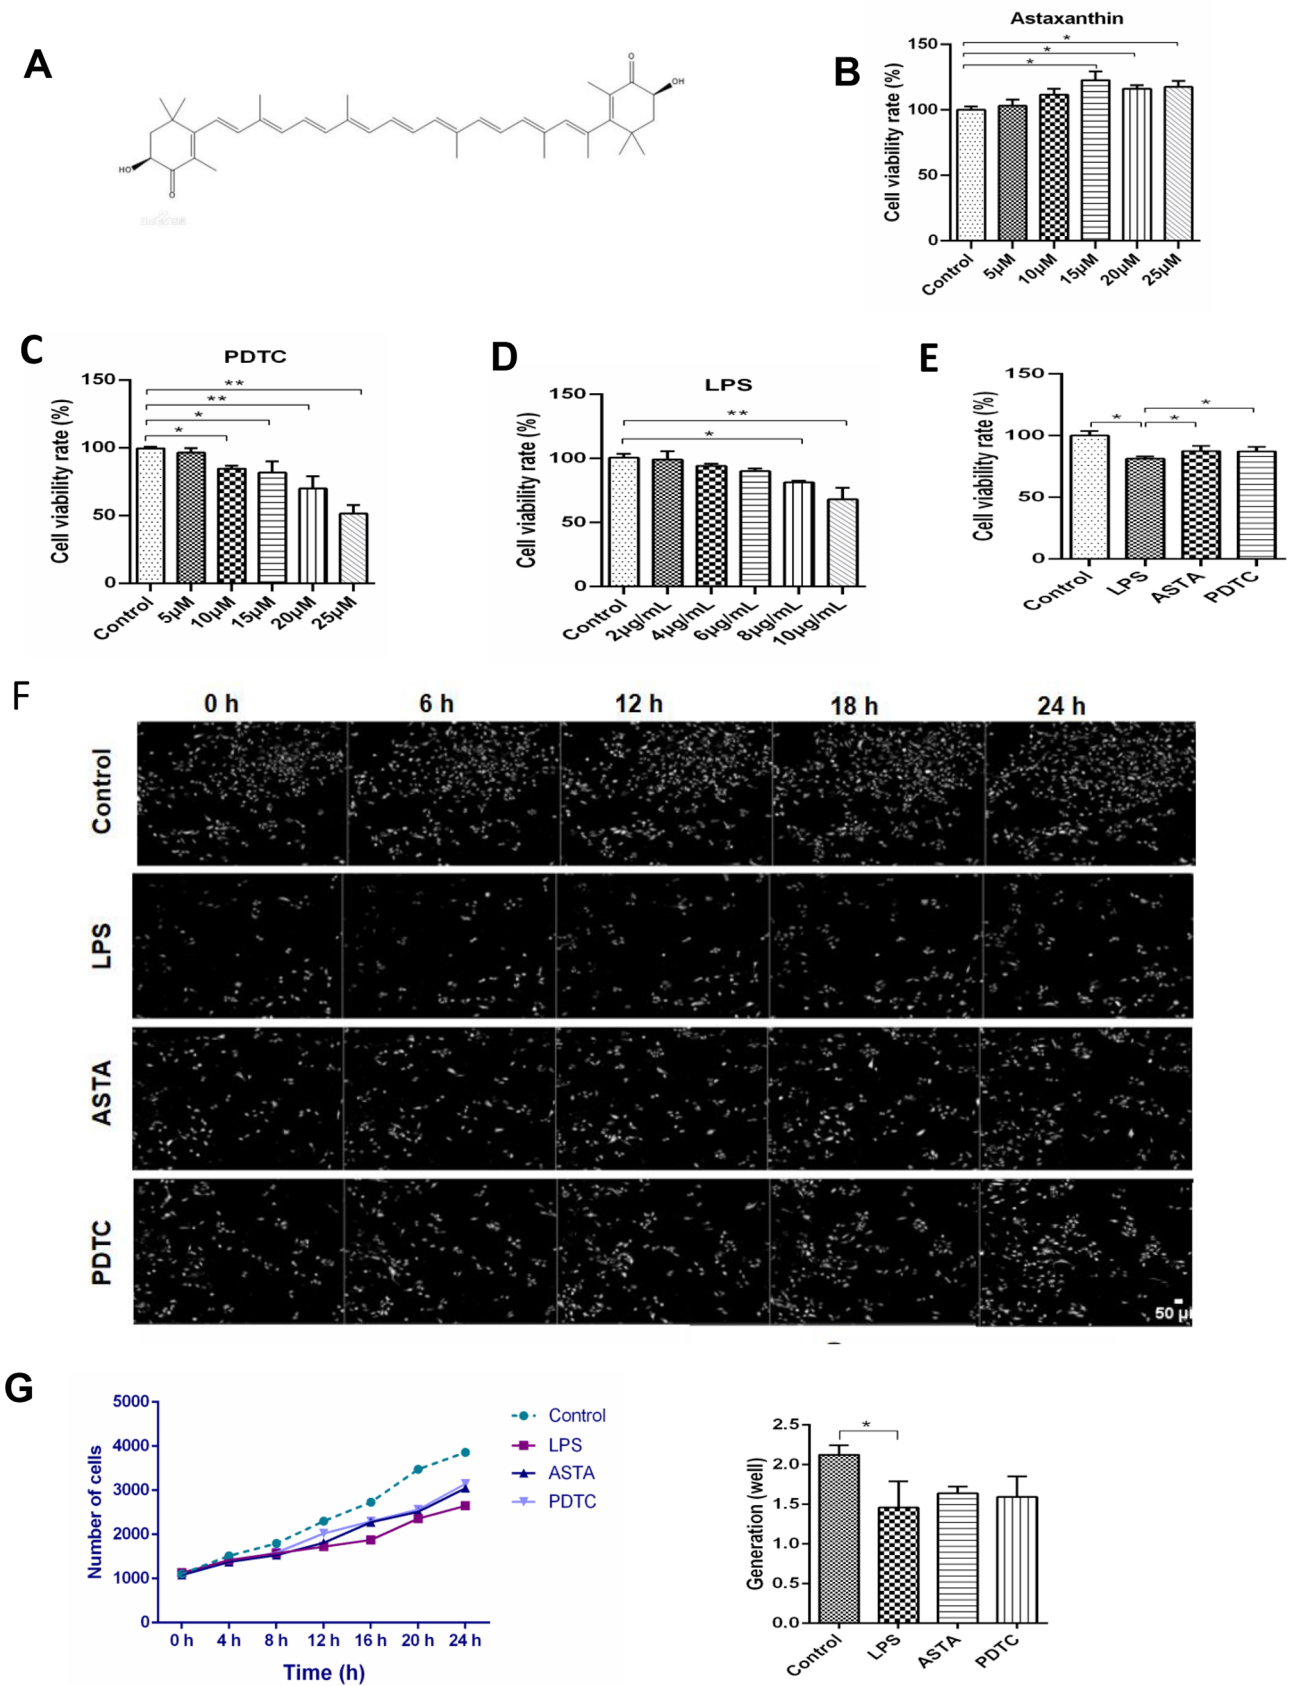 A
O
OH
HO
O
B
Astaxanthin
Cell viability rate (%)
150
100
50
0
*
*
*
Control
5µM
10µM
15µM
20µM
25µM
C
PDTC
Cell viability rate (%)
150
100
50
0
**
**
*
*
Control
5µM
10µM
15µM
20µM
25µM
D
LPS
Cell viability rate (%)
150
100
50
0
**
*
Control
2µg/mL
4µg/mL
6µg/mL
8µg/mL
10µg/mL
E
Cell viability rate (%)
150
100
50
0
*
*
*
Control
LPS
ASTA
PDTC
F
0 h 6 h 12 h 18 h 24 h
Control
LPS
ASTA
PDTC
50 µ
G
Number of cells
5000
4000
3000
2000
1000
0
0 h 4 h 8 h 12 h 16 h 20 h 24 h
Time (h)
Control
LPS
ASTA
PDTC
Generation (well)
2.5
2.0
1.5
1.0
0.5
0.0
*
Control
LPS
ASTA
PDTC